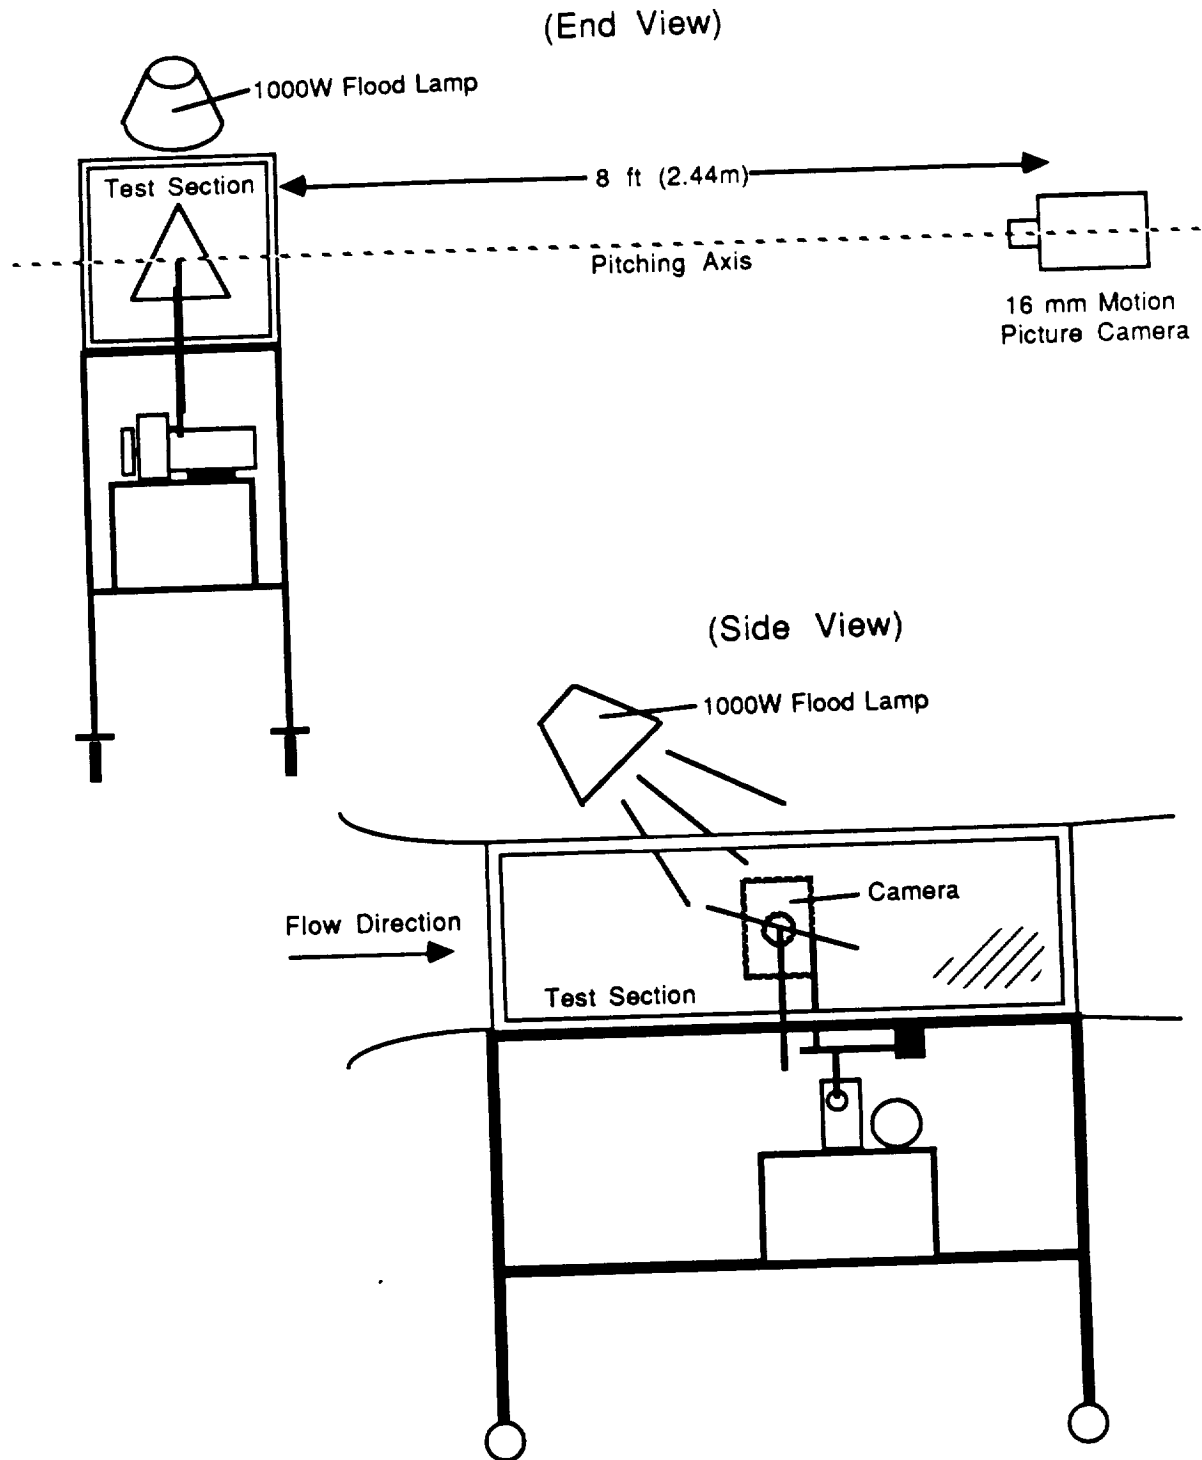 (End View)
1000W Flood Lamp
Test Section
8 ft (2.44m)
Pitching Axis
16 mm Motion
Picture Camera
(Side View)
1000W Flood Lamp
Camera
Flow Direction
Test Section